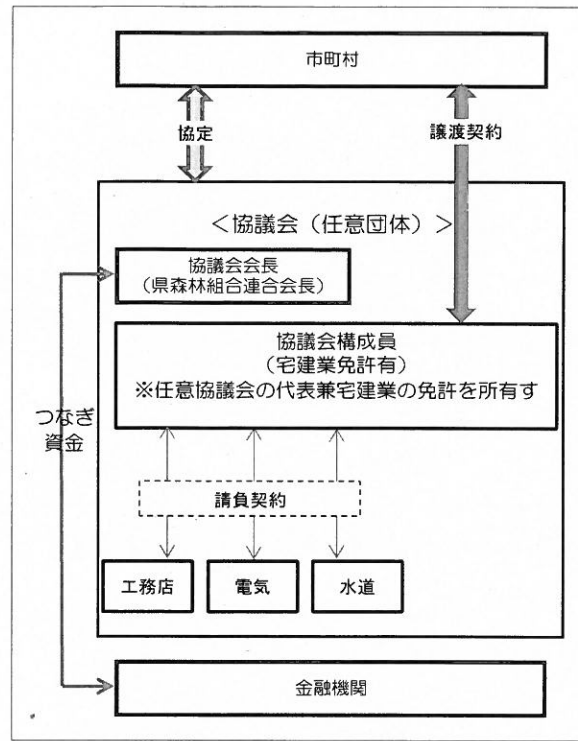 市町村
協定
譲渡契約
＜協議会（任意団体）＞
協議会会長
（県森林組合連合会長）
協議会構成員
（宅建業免許有）
※任意協議会の代表兼宅建業の免許を所有す
つなぎ
資金
請負契約
工務店
電気
水道
金融機関